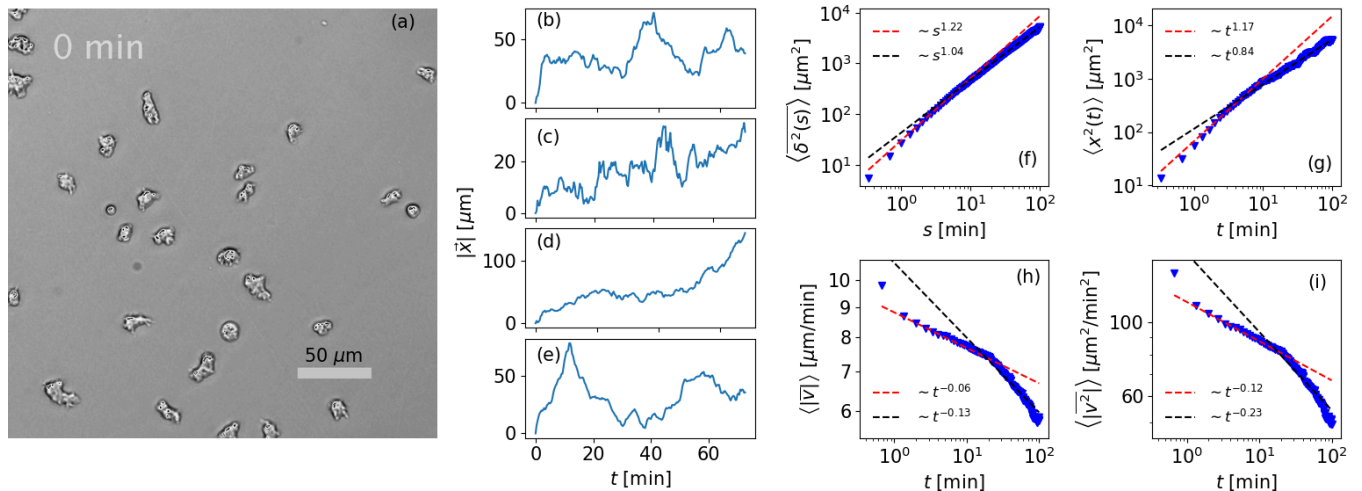 (a)
0 min
50 μm
|x⃗| [μm]
(b)
50
0
(c)
20
0
(d)
100
0
(e)
50
0
0 20 40 60
t [min]
⟨δ̅²(s)⟩ [μm²]
10⁴
10³
10²
10¹
~ s^1.22
~ s^1.04
(f)
10⁰ 10¹ 10²
s [min]
⟨x²(t)⟩ [μm²]
10⁴
10³
10²
10¹
~ t^1.17
~ t^0.84
(g)
10⁰ 10¹ 10²
t [min]
⟨|v̅|⟩ [μm/min]
10
9
8
7
6
(h)
~ t^−0.06
~ t^−0.13
10⁰ 10¹ 10²
t [min]
⟨|v̅²|⟩ [μm²/min²]
100
60
(i)
~ t^−0.12
~ t^−0.23
10⁰ 10¹ 10²
t [min]